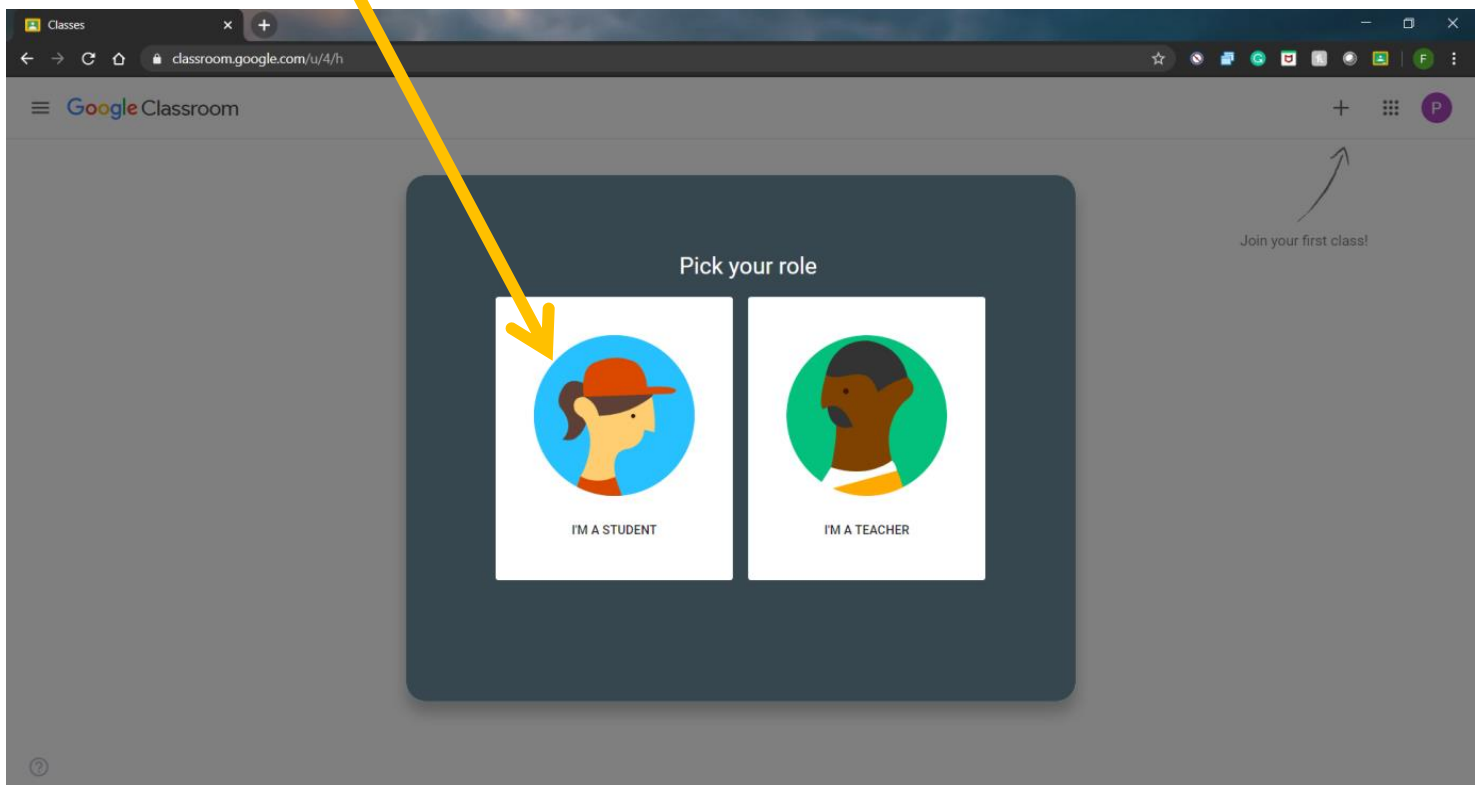 Classes
classroom.google.com/u/4/h
F
Google Classroom
P
Join your first class!
Pick your role
I'M A STUDENT
I'M A TEACHER